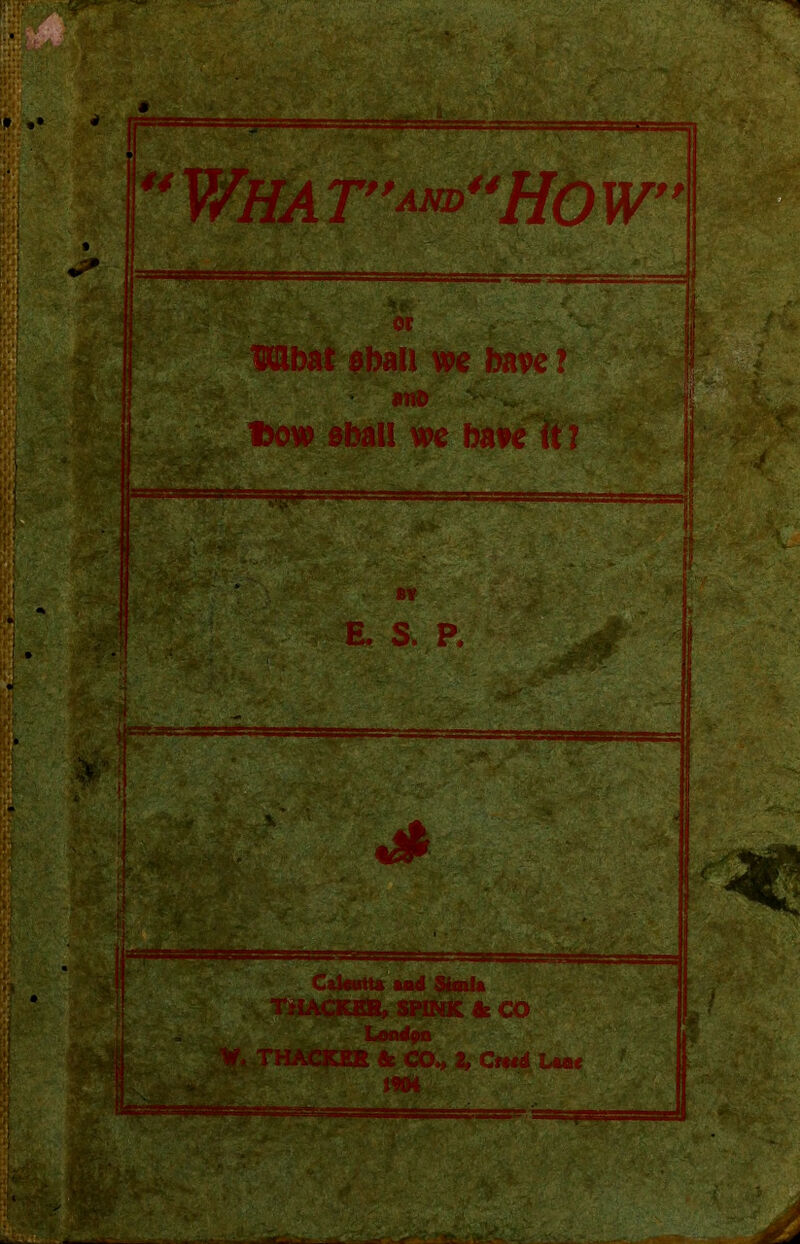 “WHAT” AND “HOW”
or
What shall we have?
and
How shall we have it?
BY
E. S. P.
Calcutta and Simla
THACKER, SPINK & CO
London
W. THACKER & CO., 2, Creed Lane
1904